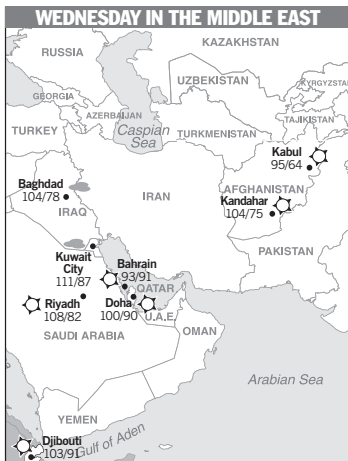 WEDNESDAY IN THE MIDDLE EAST
KAZAKHSTAN
RUSSIA
UZBEKISTAN
KYRGYZSTAN
GEORGIA
AZERBAIJAN
TAJIKISTAN
TURKEY
Caspian
Sea
TURKMENISTAN
Kabul
95/64
Baghdad
104/78
IRAQ
IRAN
AFGHANISTAN
Kandahar
104/75
PAKISTAN
Kuwait
City
111/87
Bahrain
93/91
QATAR
Riyadh
108/82
Doha
100/90
U.A.E.
SAUDI ARABIA
OMAN
Arabian Sea
YEMEN
Gulf of Aden
Djibouti
103/91